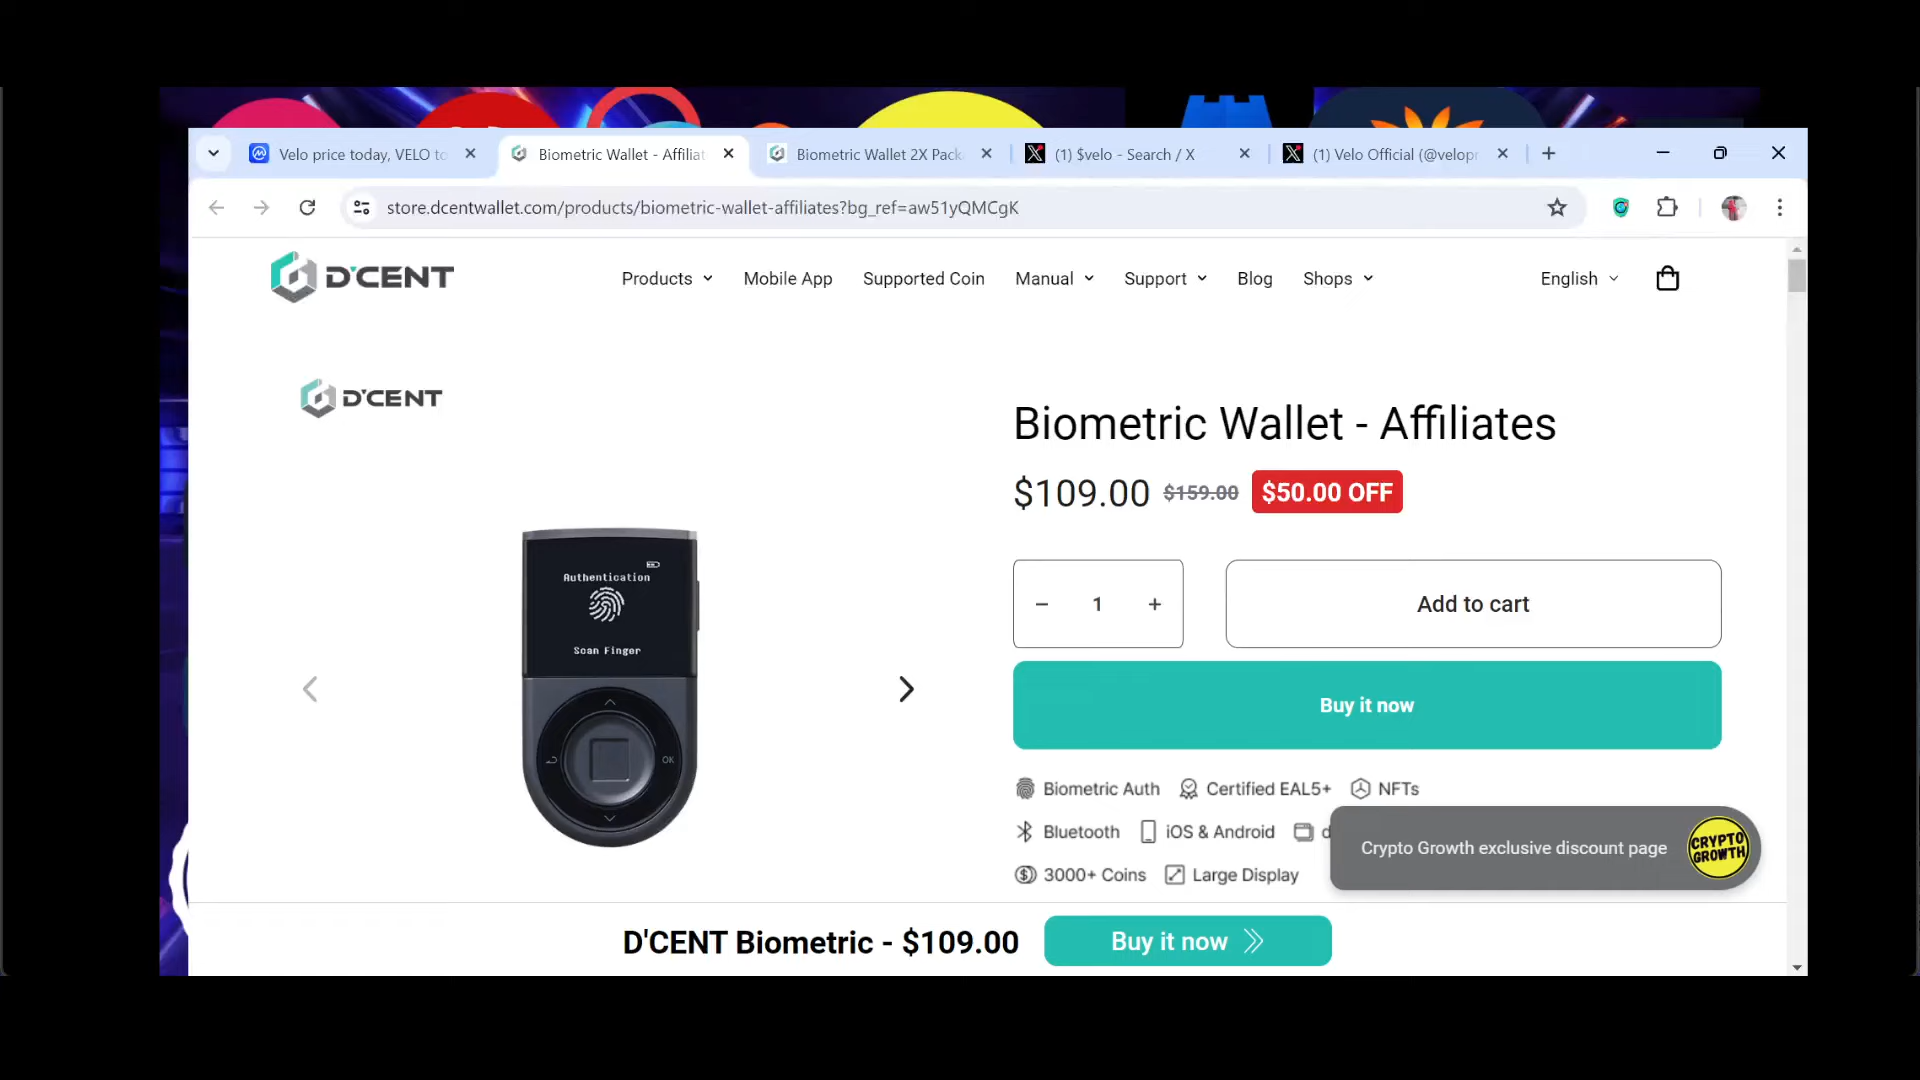 Velo price today, VELO to
Biometric Wallet - Affiliat
Biometric Wallet 2X Pack
(1) $velo - Search / X
(1) Velo Official (@velopr
store.dcentwallet.com/products/biometric-wallet-affiliates?bg_ref=aw51yQMCgK
D'CENT
Products
Mobile App
Supported Coin
Manual
Support
Blog
Shops
English
D'CENT
Biometric Wallet - Affiliates
$109.00 $159.00 $50.00 OFF
Authentication
Scan Finger
OK
− 1 +
Add to cart
Buy it now
Biometric Auth Certified EAL5+ NFTs
Bluetooth iOS & Android d
3000+ Coins Large Display
Crypto Growth exclusive discount page
CRYPTO
GROWTH
D'CENT Biometric - $109.00
Buy it now